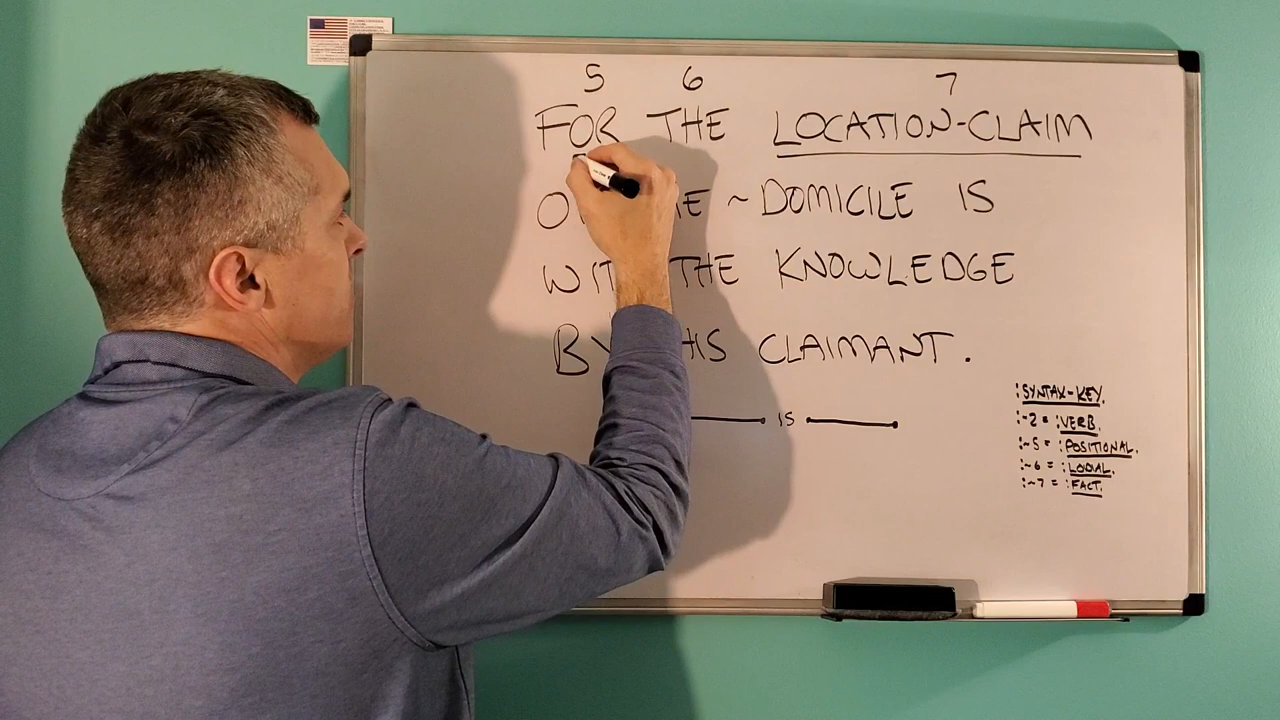 5 6 7
FOR THE LOCATION-CLAIM
~DOMICILE IS
THE KNOWLEDGE
CLAIMANT.
IS
:SYNTAX-KEY.
:~2 = :VERB.
:~5 = :POSITIONAL.
:~6 = :LODIAL.
:~7 = :FACT.